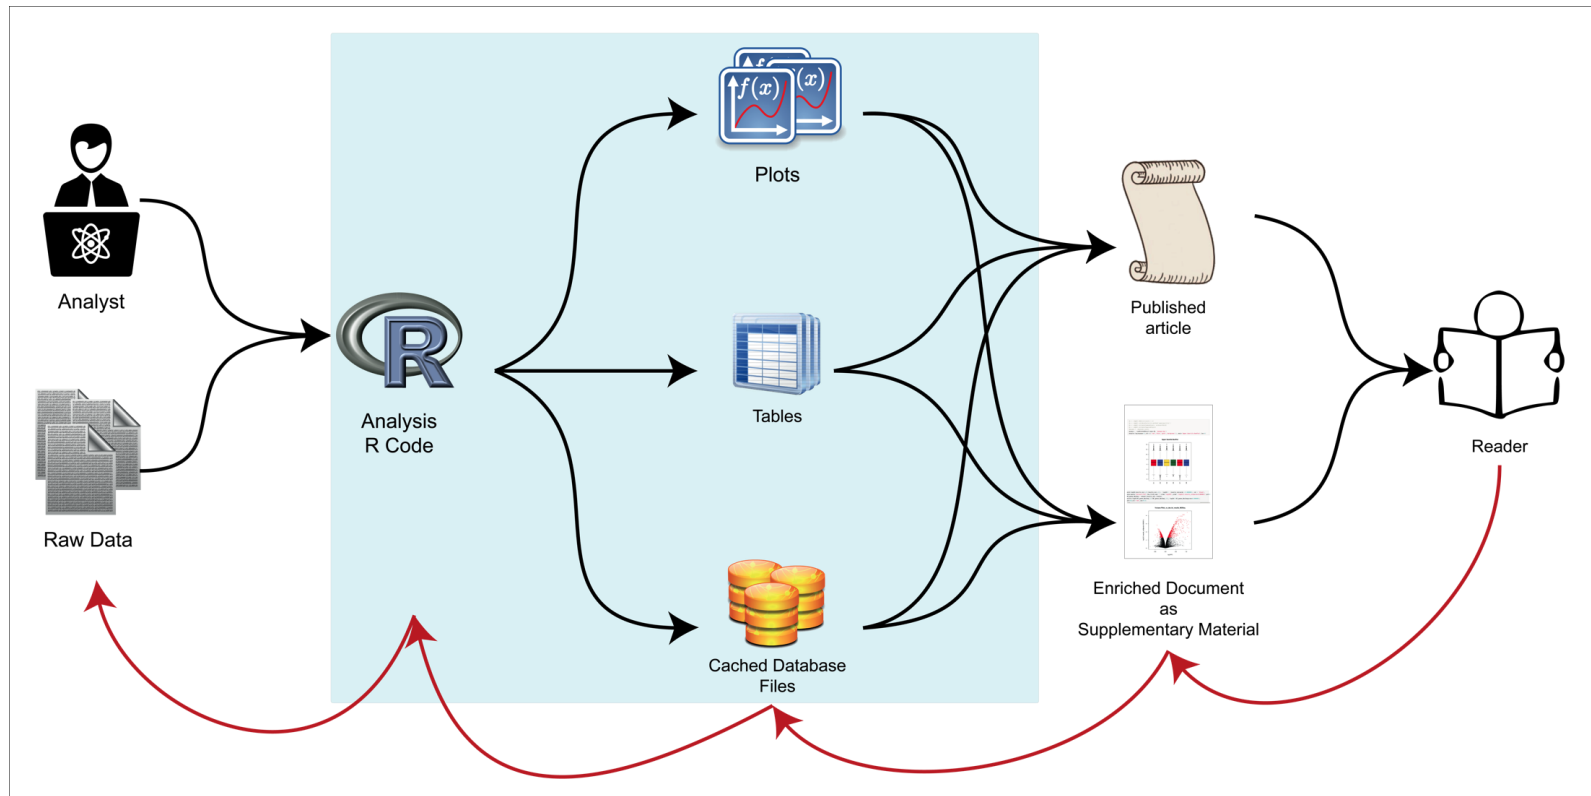 f(x)
f(x)
Plots
Analyst
Published
article
R
Analysis
R Code
Tables
Reader
Raw Data
Enriched Document
as
Supplementary Material
Cached Database
Files